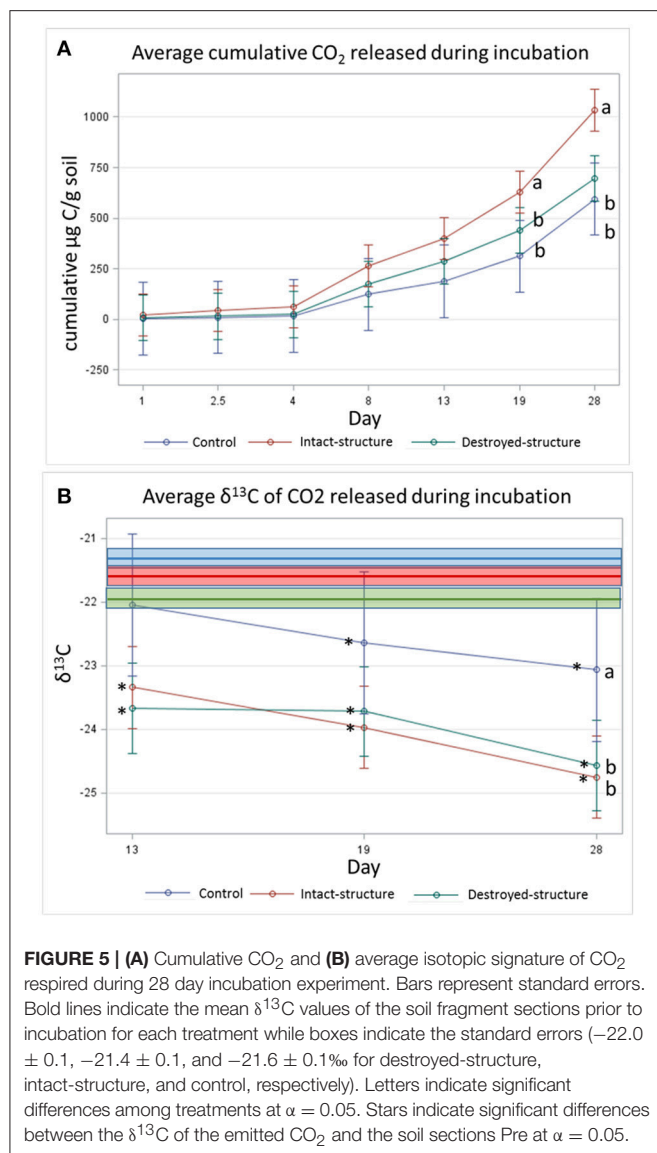 A
Average cumulative CO₂ released during incubation
cumulative µg C/g soil
1000
750
500
250
0
-250
a
a
b
b
b
b
1
2.5
4
8
13
19
28
Day
Control
Intact-structure
Destroyed-structure
B
Average δ¹³C of CO2 released during incubation
δ¹³C
-21
-22
-23
-24
-25
*
*
*
*
*
*
*
*
a
b
b
13
19
28
Day
Control
Intact-structure
Destroyed-structure
FIGURE 5 | (A) Cumulative CO₂ and (B) average isotopic signature of CO₂
respired during 28 day incubation experiment. Bars represent standard errors.
Bold lines indicate the mean δ¹³C values of the soil fragment sections prior to
incubation for each treatment while boxes indicate the standard errors (−22.0
± 0.1, −21.4 ± 0.1, and −21.6 ± 0.1‰ for destroyed-structure,
intact-structure, and control, respectively). Letters indicate significant
differences among treatments at α = 0.05. Stars indicate significant differences
between the δ¹³C of the emitted CO₂ and the soil sections Pre at α = 0.05.